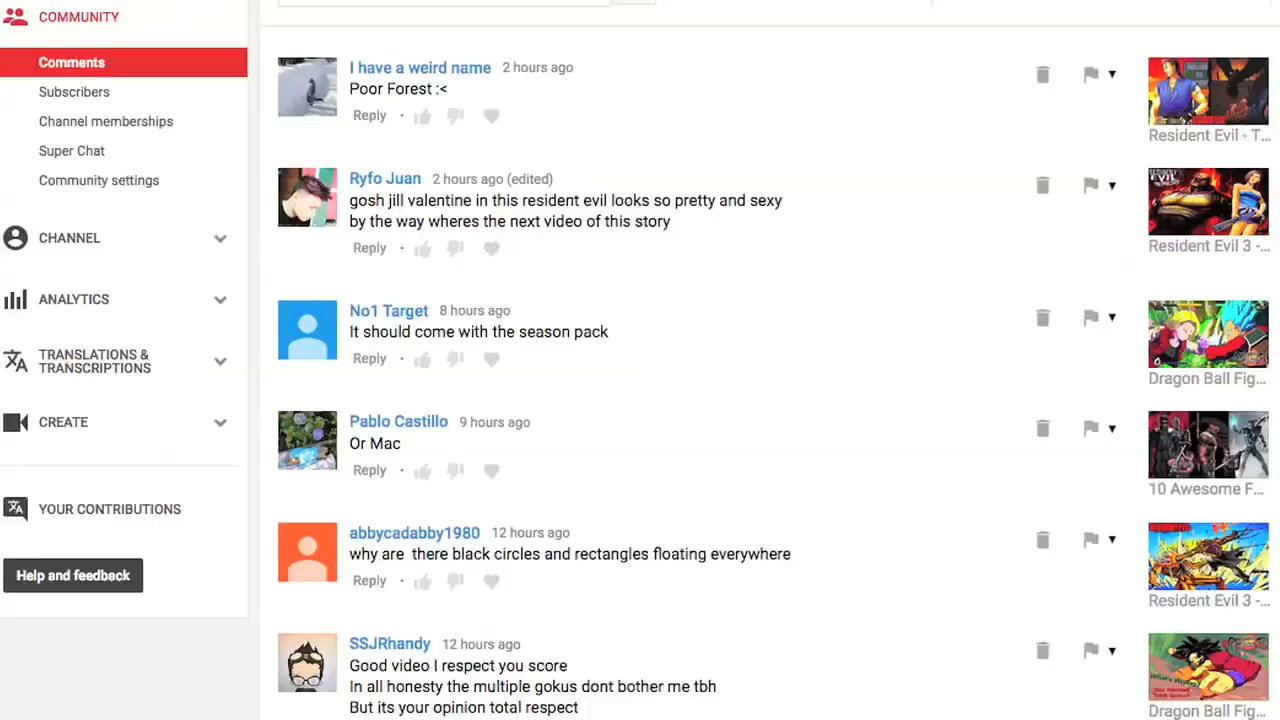 COMMUNITY
Comments
Subscribers
Channel memberships
Super Chat
Community settings
CHANNEL
ANALYTICS
TRANSLATIONS &
TRANSCRIPTIONS
CREATE
YOUR CONTRIBUTIONS
Help and feedback
I have a weird name 2 hours ago
Poor Forest :<
Reply
Resident Evil - T...
Ryfo Juan 2 hours ago (edited)
gosh jill valentine in this resident evil looks so pretty and sexy
by the way wheres the next video of this story
Reply
Resident Evil 3 -...
No1 Target 8 hours ago
It should come with the season pack
Reply
Dragon Ball Fig...
Pablo Castillo 9 hours ago
Or Mac
Reply
10 Awesome F...
abbycadabby1980 12 hours ago
why are there black circles and rectangles floating everywhere
Reply
Resident Evil 3 -...
SSJRhandy 12 hours ago
Good video I respect you score
In all honesty the multiple gokus dont bother me tbh
But its your opinion total respect
Dragon Ball Fig...